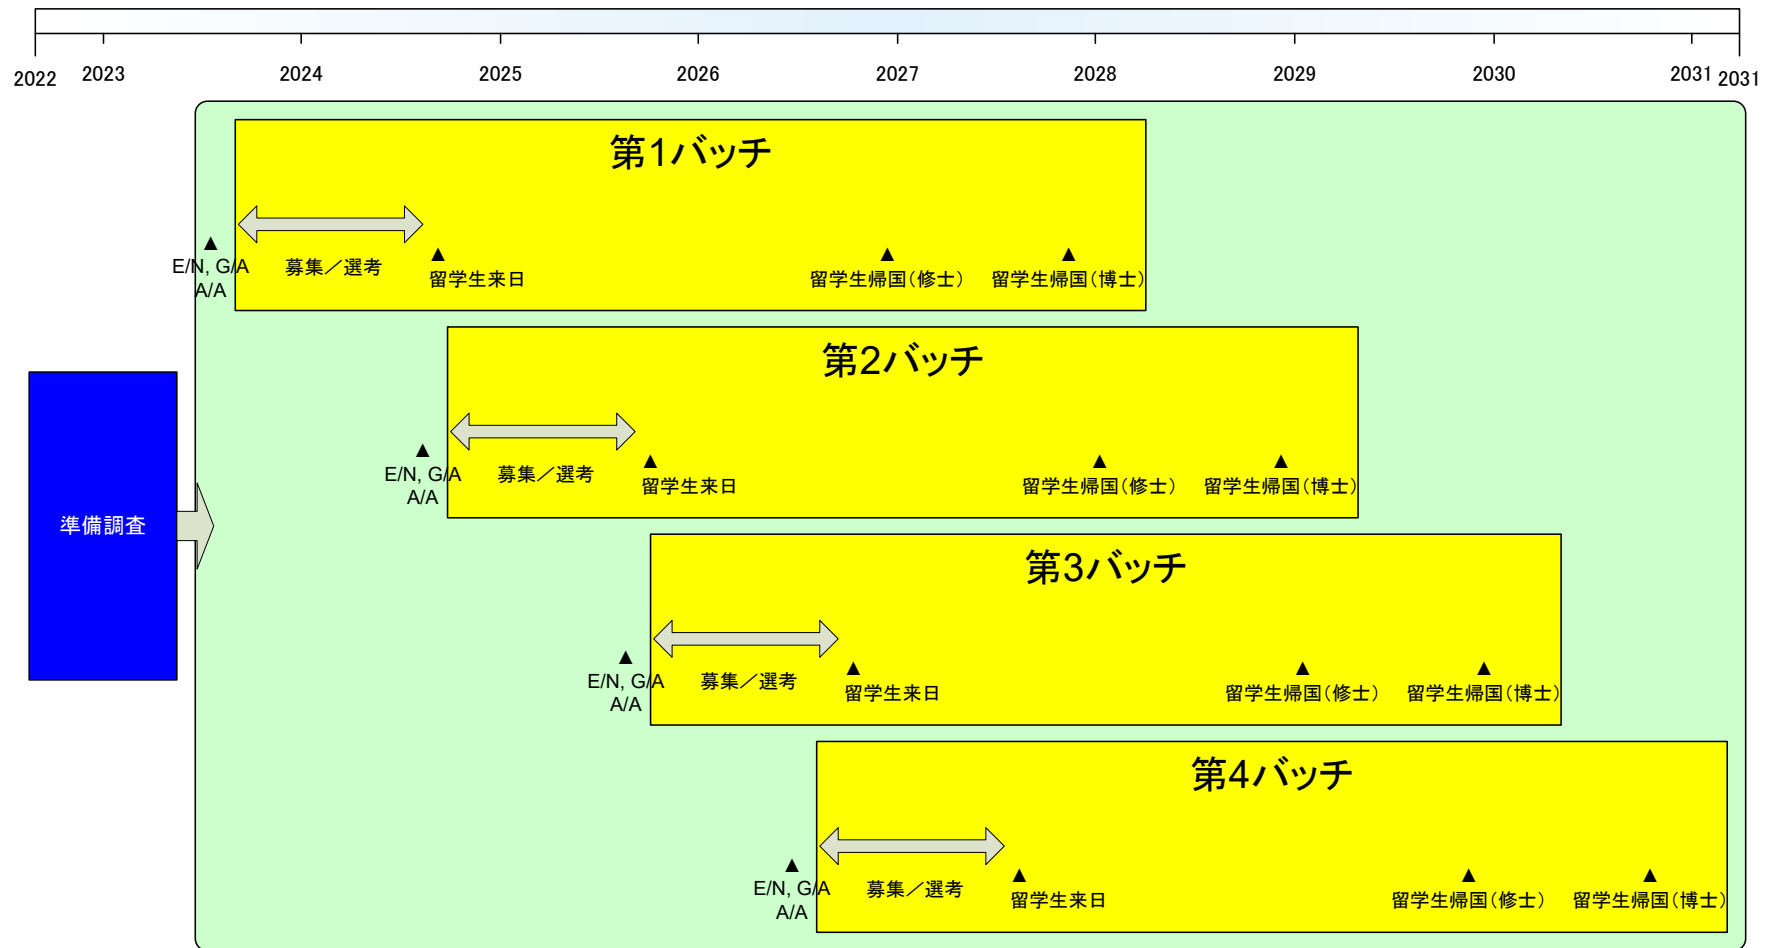 2022 2023 2024 2025 2026 2027 2028 2029 2030 2031 2031
第1バッチ
E/N, G/A
A/A
募集／選考
留学生来日
留学生帰国（修士）
留学生帰国（博士）
第2バッチ
E/N, G/A
A/A
募集／選考
留学生来日
留学生帰国（修士）
留学生帰国（博士）
準備調査
第3バッチ
E/N, G/A
A/A
募集／選考
留学生来日
留学生帰国（修士）
留学生帰国（博士）
第4バッチ
E/N, G/A
A/A
募集／選考
留学生来日
留学生帰国（修士）
留学生帰国（博士）